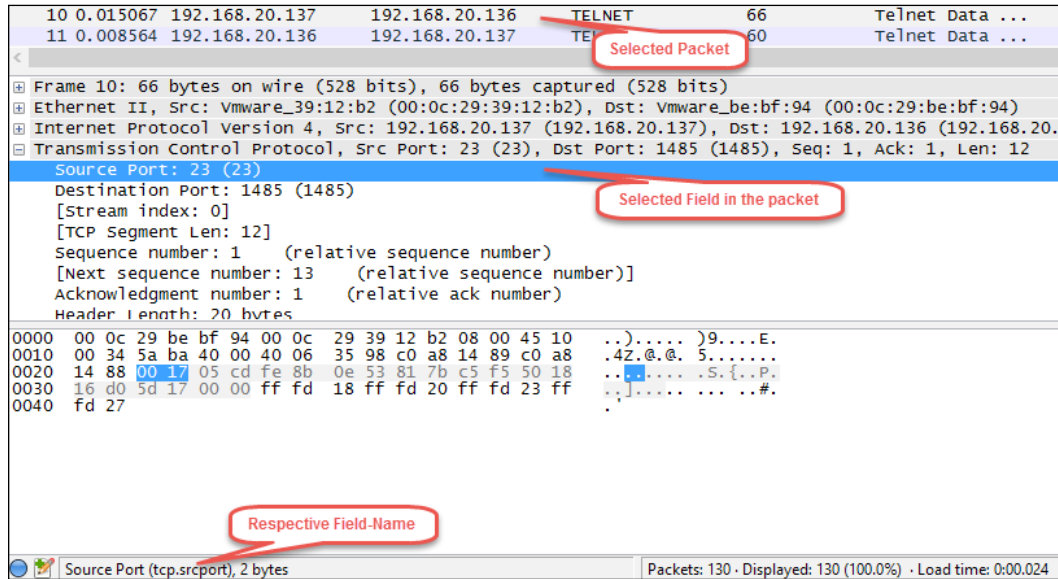 10 0.015067 192.168.20.137 192.168.20.136 TELNET 66 Telnet Data ...
11 0.008564 192.168.20.136 192.168.20.137 60 Telnet Data ...
Selected Packet
Frame 10: 66 bytes on wire (528 bits), 66 bytes captured (528 bits)
Ethernet II, Src: Vmware_39:12:b2 (00:0c:29:39:12:b2), Dst: Vmware_be:bf:94 (00:0c:29:be:bf:94)
Internet Protocol Version 4, Src: 192.168.20.137 (192.168.20.137), Dst: 192.168.20.136 (192.168.20.
Transmission Control Protocol, Src Port: 23 (23), Dst Port: 1485 (1485), Seq: 1, Ack: 1, Len: 12
Source Port: 23 (23)
Destination Port: 1485 (1485)
Selected Field in the packet
[Stream index: 0]
[TCP Segment Len: 12]
Sequence number: 1 (relative sequence number)
[Next sequence number: 13 (relative sequence number)]
Acknowledgment number: 1 (relative ack number)
Header Length: 20 bytes
0000 00 0c 29 be bf 94 00 0c 29 39 12 b2 08 00 45 10 ..)..... )9....E.
0010 00 34 5a ba 40 00 40 06 35 98 c0 a8 14 89 c0 a8 .4Z.@.@. 5.......
0020 14 88 00 17 05 cd fe 8b 0e 53 81 7b c5 f5 50 18 ........ .S.{..P.
0030 16 d0 5d 17 00 00 ff fd 18 ff fd 20 ff fd 23 ff ..]..... ... ..#.
0040 fd 27 .'
Respective Field-Name
Source Port (tcp.srcport), 2 bytes
Packets: 130 · Displayed: 130 (100.0%) · Load time: 0:00.024